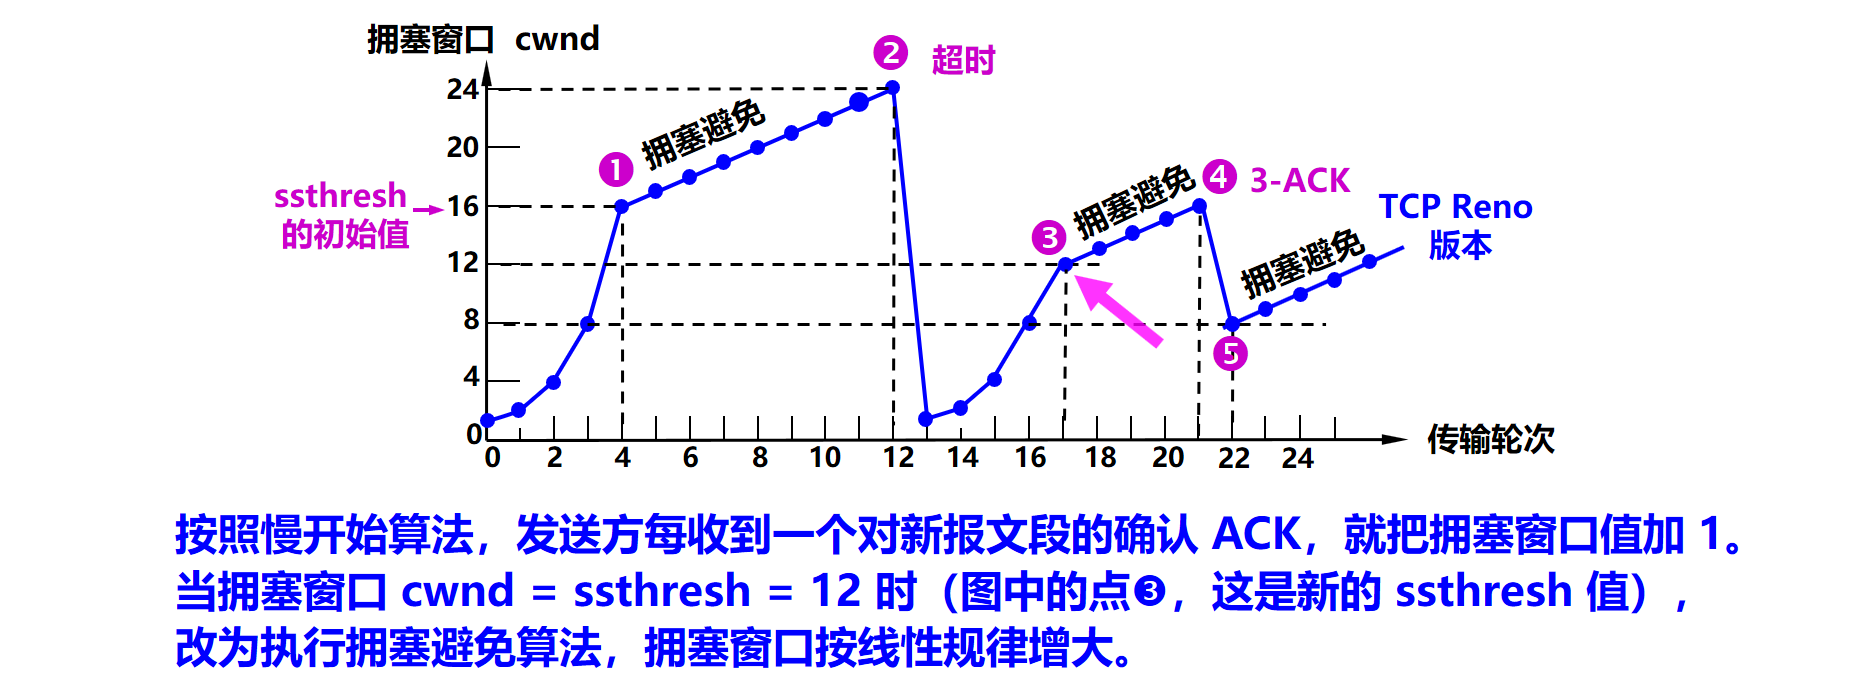 拥塞窗口 cwnd
❷ 超时
24
拥塞避免
20
❶
ssthresh
的初始值
16
拥塞避免
❹ 3-ACK
TCP Reno
版本
❸
12
拥塞避免
8
❺
4
0
0 2 4 6 8 10 12 14 16 18 20 22 24
传输轮次
按照慢开始算法，发送方每收到一个对新报文段的确认 ACK，就把拥塞窗口值加 1。
当拥塞窗口 cwnd = ssthresh = 12 时（图中的点❸，这是新的 ssthresh 值），
改为执行拥塞避免算法，拥塞窗口按线性规律增大。